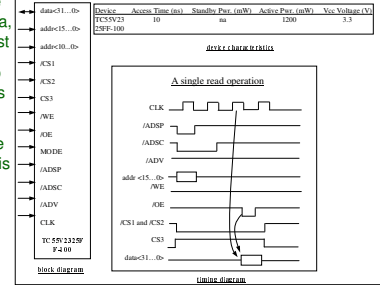 a,
st
s
e
is
data<31…0>
addr<15…0>
addr<10...0>
/CS1
/CS2
CS3
/WE
/OE
MODE
/ADSP
/ADSC
/ADV
CLK
TC55V2325F
F-100
block diagram
Device Access Time (ns) Standby Pwr. (mW) Active Pwr. (mW) Vcc Voltage (V)
TC55V23 10 na 1200 3.3
25FF-100
device characteristics
A single read operation
CLK
/ADSP
/ADSC
/ADV
addr <15…0>
/WE
/OE
/CS1 and /CS2
CS3
data<31…0>
timing diagram